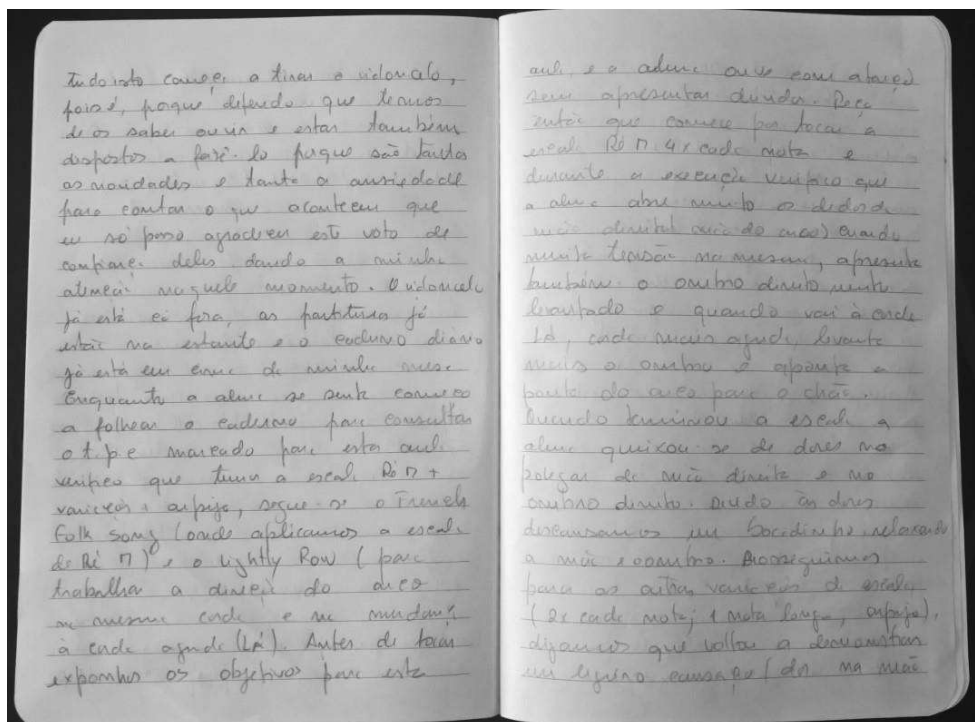 tudo isto começo a tirar o violoncelo,
pois é, porque defendo que temos
de os saber ouvir e estar também
dispostos a fazê-lo porque são tantas
as novidades e tanta a ansiedade
para contar o que aconteceu que
eu só posso agradecer este voto de
confiança deles dando a minha
atenção naquele momento. O violoncelo
já está cá fora, as partituras já
estão na estante e o caderno diário
já está em cima da minha mesa.
Enquanto a aluna se senta começo
a folhear o caderno para consultar
o t.p.c marcado para esta aula
verifico que temos a escala Ré M +
variações e arpejo, segue-se o French
Folk Song (onde aplicamos a escala
de Ré M) e o Lightly Row (para
trabalhar a direção do arco
na mesma corda e na mudança
à corda aguda (Lá). Antes de tocar
exponho os objetivos para esta
aula e a aluna ouve com atenção
sem apresentar dúvidas. Peço
então que comece por tocar a
escala Ré M. 4x cada nota e
durante a execução verifico que
a aluna abre muito o dedo da
mão direita (mão do arco) criando
muita tensão na mesma, apresenta
também o ombro direito muito
levantado e quando vai à corda
Lá, corda mais aguda, levanta
mais o ombro e aponta a
ponta do arco para o chão.
Quando terminou a escala a
aluna queixou-se de dores no
polegar da mão direita e no
ombro direito. Devido às dores
descansamos um bocadinho relaxando
a mão e o ombro. Prosseguimos
para as outras variações da escala
(2x cada nota; 1 nota longa, arpejo),
digamos que voltou a demonstrar
um ligeiro cansaço/dor na mão